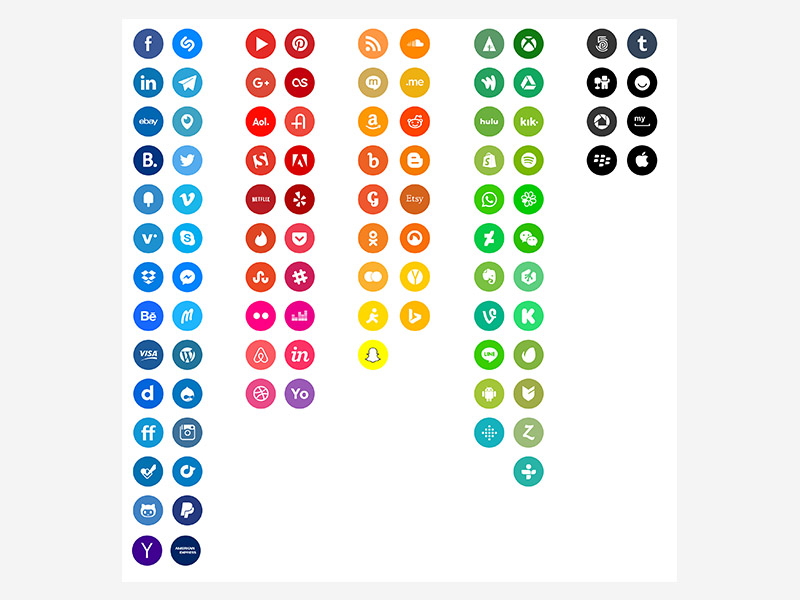 f t
in G+ .me
ebay Aol. hulu kik. my
B. b
NETFLIX Etsy
v. v
S
Bē K
VISA W in LINE
d Yo
ff Z
P
Y AMERICAN EXPRESS